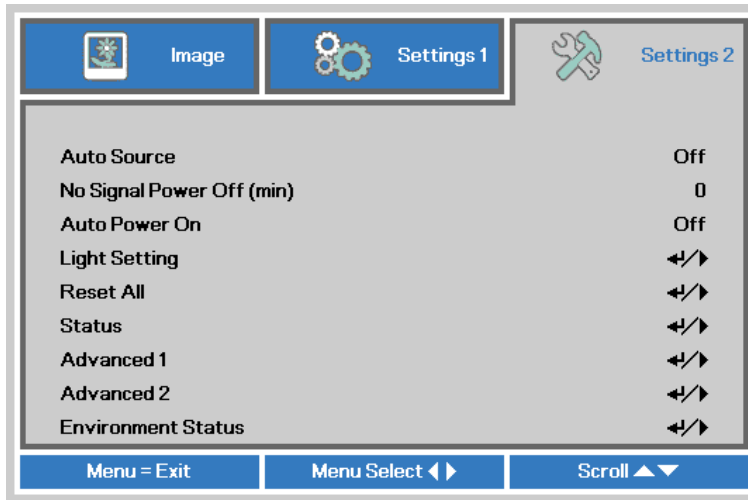 Image
Settings 1
Settings 2
Auto Source Off
No Signal Power Off (min) 0
Auto Power On Off
Light Setting
Reset All
Status
Advanced 1
Advanced 2
Environment Status
Menu = Exit
Menu Select
Scroll